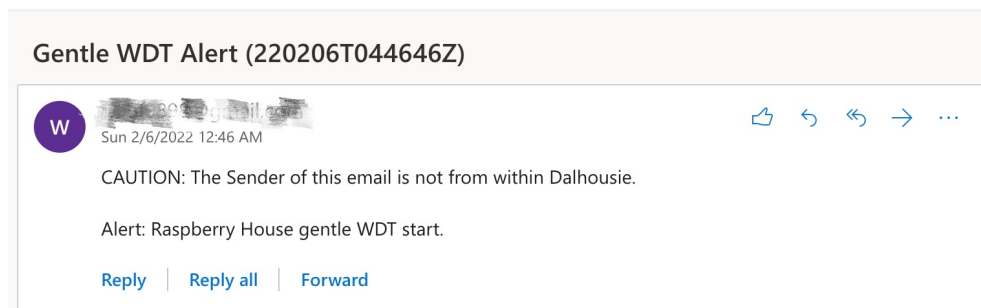 Gentle WDT Alert (220206T044646Z)
W
Sun 2/6/2022 12:46 AM
CAUTION: The Sender of this email is not from within Dalhousie.
Alert: Raspberry House gentle WDT start.
Reply
Reply all
Forward